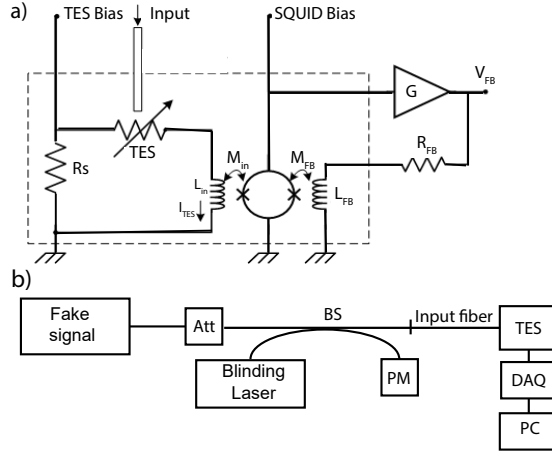 a)
TES Bias
Input
SQUID Bias
G
V_FB
R_FB
TES
Rs
M_in
M_FB
L_in
L_FB
I_TES
b)
Fake
signal
Att
BS
Input fiber
TES
Blinding
Laser
PM
DAQ
PC